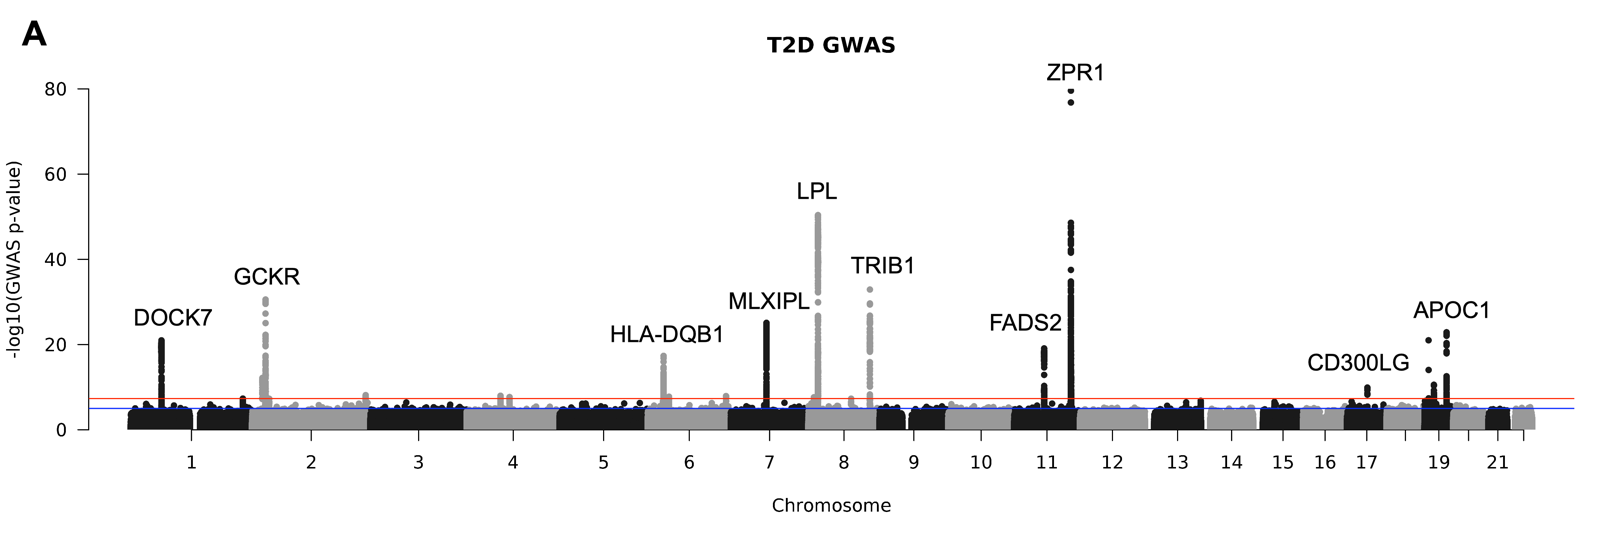 A
T2D GWAS
ZPR1
80
60
LPL
40
TRIB1
GCKR
MLXIPL
DOCK7
APOC1
FADS2
HLA-DQB1
20
CD300LG
0
-log10(GWAS p-value)
1 2 3 4 5 6 7 8 9 10 11 12 13 14 15 16 17 19 21
Chromosome